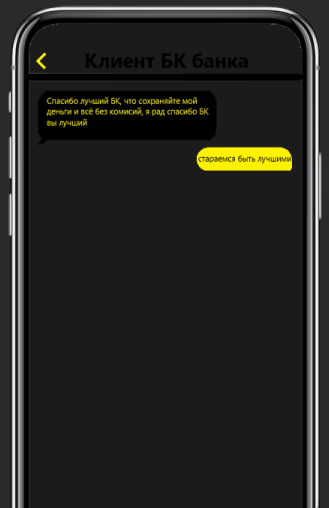 Клиент БК банка
Спасибо лучший БК, что сохраняйте мой
деньги и всё без комисий, я рад спасибо БК
вы лучший
стараемся быть лучшими